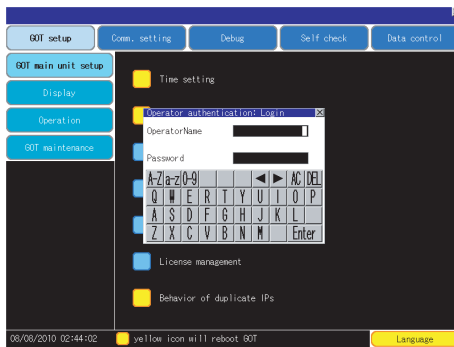 GOT setup Comm. setting Debug Self check Data control
GOT main unit setup
Display
Operation
GOT maintenance
Time setting
Operator authentication: Login
OperatorName
Password
A-Z a-z 0-9 ◄ ► AC DEL
Q W E R T Y U I O P
A S D F G H J K L
Z X C V B N M Enter
License management
Behavior of duplicate IPs
08/08/2010 02:44:02 yellow icon will reboot GOT Language